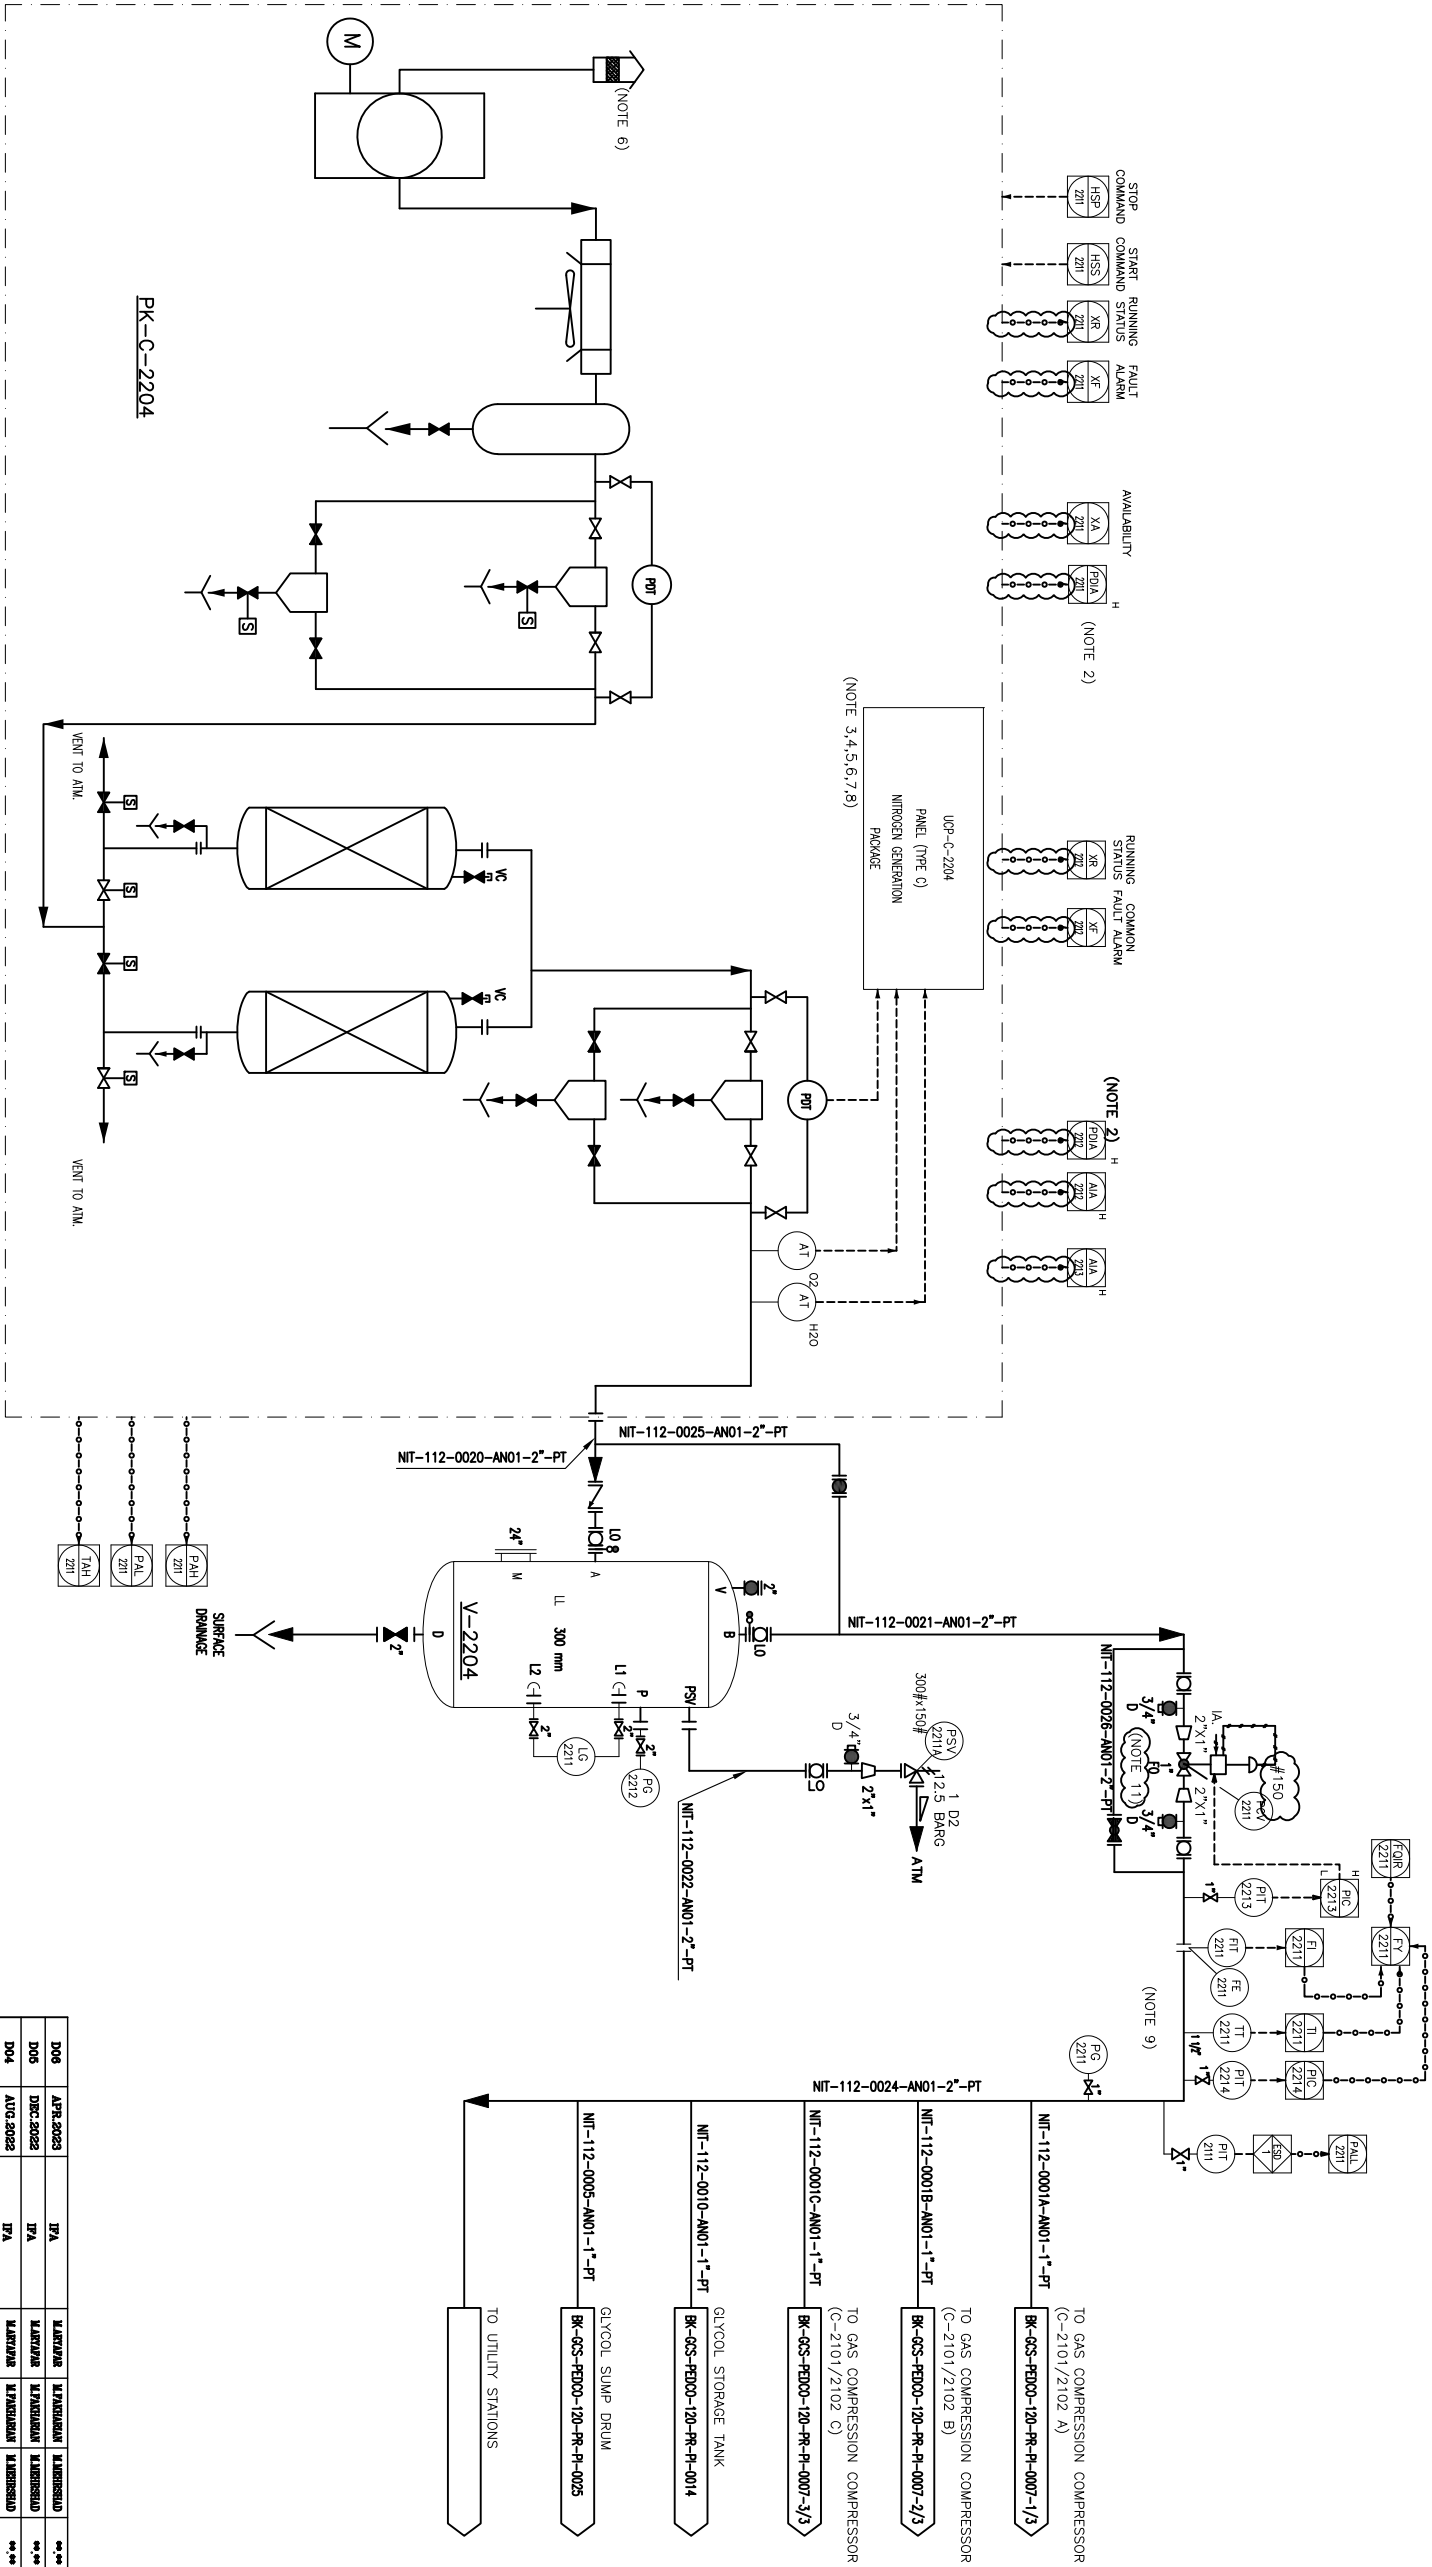 M
(NOTE 6)
PK-C-2204
STOP
COMMAND
HSP
2211
START
COMMAND
HSS
2211
RUNNING
STATUS
XR
2211
FAULT
ALARM
XF
2211
AVAILABILITY
XA
2211
PDIA
2211
H
(NOTE 2)
RUNNING
STATUS
XR
2212
COMMON
FAULT ALARM
XF
2212
(NOTE 2)
PDIA
2212
H
AIA
2212
H
AIA
2213
H
PDT
S
S
UCP-C-2204
PANEL (TYPE C)
NITROGEN GENERATION
PACKAGE
(NOTE 3,4,5,6,7,8)
VENT TO ATM.
S
S
S
S
VC
VC
VENT TO ATM.
PDT
AT
O2
AT
H2O
TAH
2211
PAL
2211
PAH
2211
NIT-112-0025-AN01-2"-PT
NIT-112-0020-AN01-2"-PT
LO
24"
M
A
V
2"
B
LO
LL
300 mm
V-2204
D
2"
SURFACE
DRAINAGE
L2
L1
P
PSV
2"
2"
2"
LG
2211
PG
2212
NIT-112-0021-AN01-2"-PT
NIT-112-0022-AN01-2"-PT
LO
3/4"
D
2"x1"
300#x150#
PSV
2211A
1 D2
12.5 BARG
ATM
NIT-112-0026-AN01-2"-PT
3/4"
D
2"X1"
IA.
#150
FO
1"
(NOTE 11)
2"X1"
PCV
2211
3/4"
D
1"
PIT
2213
PIC
2213
H
L
FQIR
2211
FY
2211
FI
2211
FIT
2211
FE
2211
(NOTE 9)
TT
2211
TI
2211
1 1/2"
1"
PIT
2214
PIC
2214
PG
2211
1"
1"
PIT
2111
ESD
1
PALL
2211
NIT-112-0024-AN01-2"-PT
NIT-112-0001A-AN01-1"-PT
TO GAS COMPRESSION COMPRESSOR
(C-2101/2102 A)
BK-GCS-PEDCO-120-PR-PI-0007-1/3
NIT-112-0001B-AN01-1"-PT
TO GAS COMPRESSION COMPRESSOR
(C-2101/2102 B)
BK-GCS-PEDCO-120-PR-PI-0007-2/3
NIT-112-0001C-AN01-1"-PT
TO GAS COMPRESSION COMPRESSOR
(C-2101/2102 C)
BK-GCS-PEDCO-120-PR-PI-0007-3/3
NIT-112-0010-AN01-1"-PT
GLYCOL STORAGE TANK
BK-GCS-PEDCO-120-PR-PI-0014
NIT-112-0005-AN01-1"-PT
GLYCOL SUMP DRUM
BK-GCS-PEDCO-120-PR-PI-0025
TO UTILITY STATIONS
D06 APR.2023 IFA M.ARYAFAR M.FAKHARIAN M.MEHRSHAD **.**
D05 DEC.2022 IFA M.ARYAFAR M.FAKHARIAN M.MEHRSHAD **.**
D04 AUG.2022 IFA M.ARYAFAR M.FAKHARIAN M.MEHRSHAD **.**